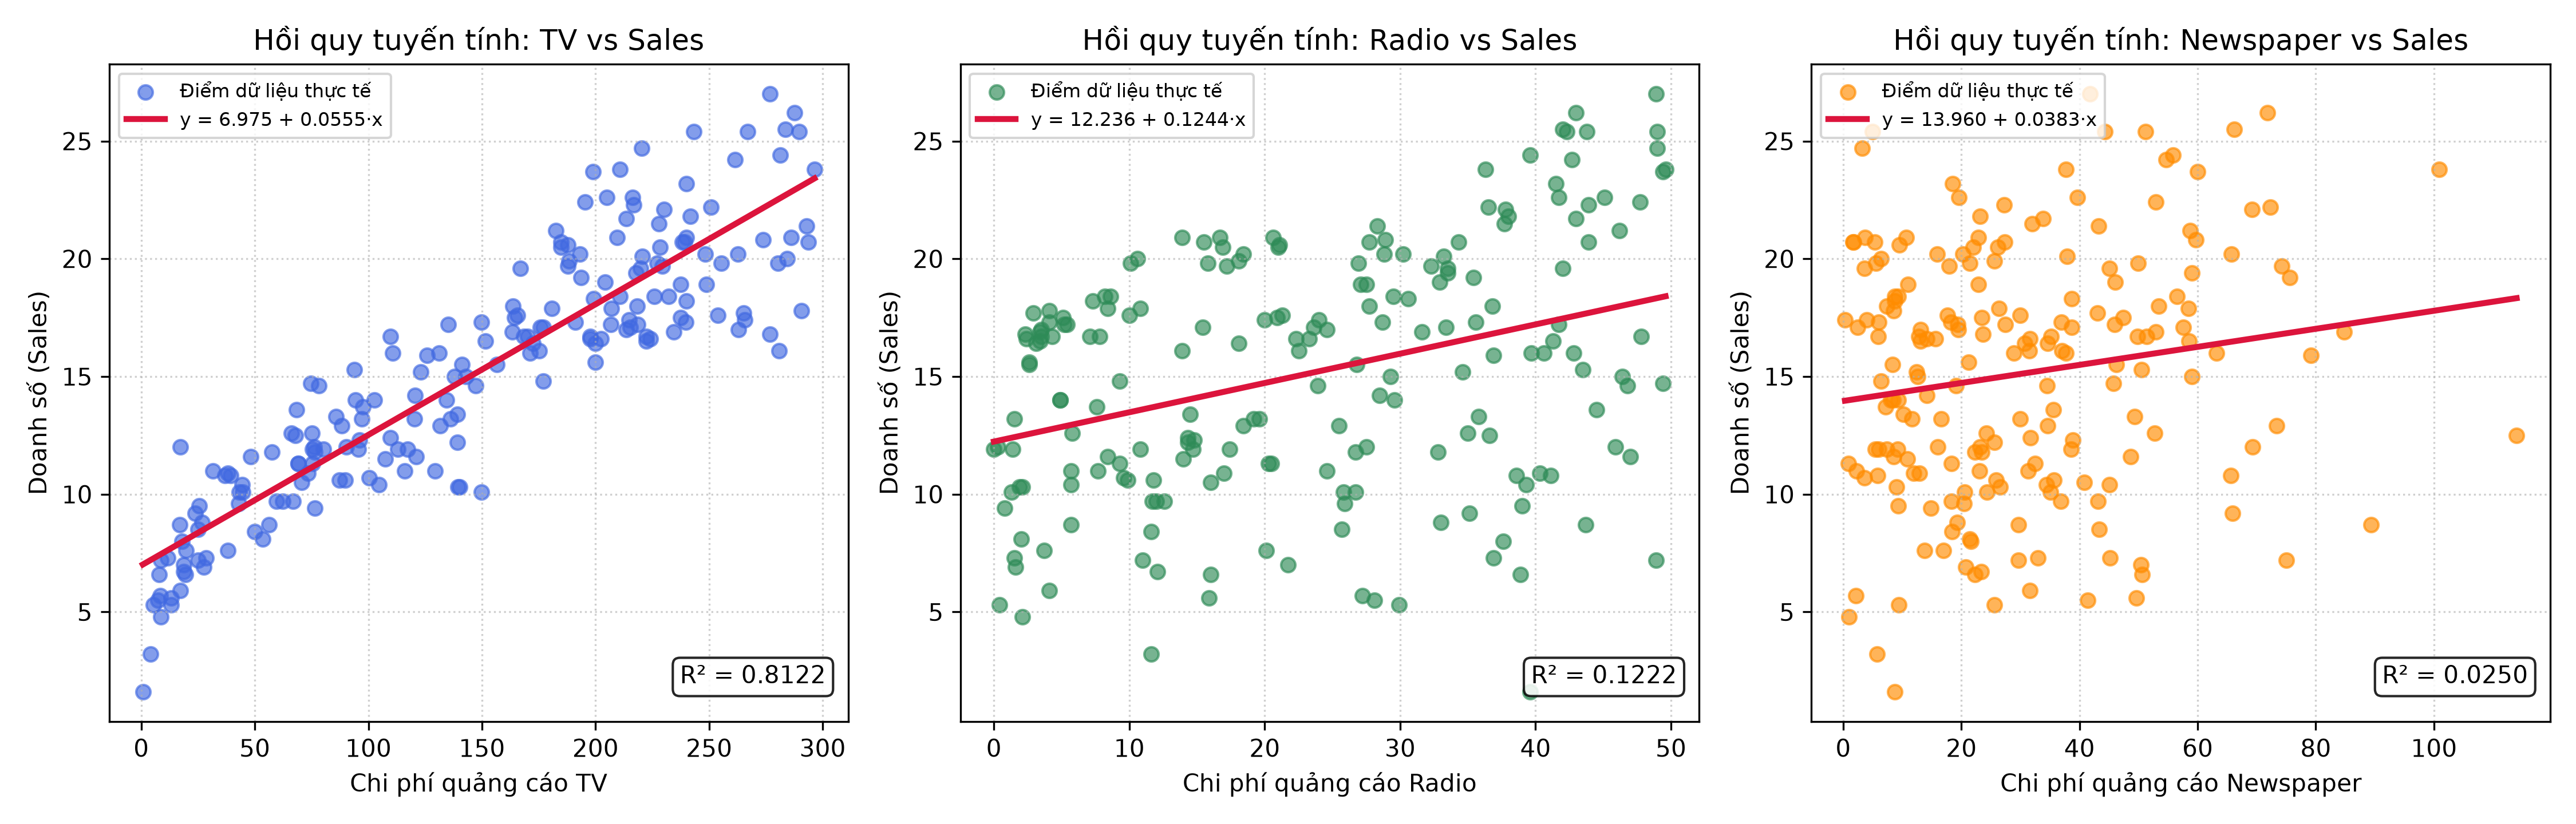 Hồi quy tuyến tính: TV vs Sales
Điểm dữ liệu thực tế
y = 6.975 + 0.0555·x
Doanh số (Sales)
25
20
15
10
5
R² = 0.8122
0 50 100 150 200 250 300
Chi phí quảng cáo TV
Hồi quy tuyến tính: Radio vs Sales
Điểm dữ liệu thực tế
y = 12.236 + 0.1244·x
Doanh số (Sales)
25
20
15
10
5
R² = 0.1222
0 10 20 30 40 50
Chi phí quảng cáo Radio
Hồi quy tuyến tính: Newspaper vs Sales
Điểm dữ liệu thực tế
y = 13.960 + 0.0383·x
Doanh số (Sales)
25
20
15
10
5
R² = 0.0250
0 20 40 60 80 100
Chi phí quảng cáo Newspaper